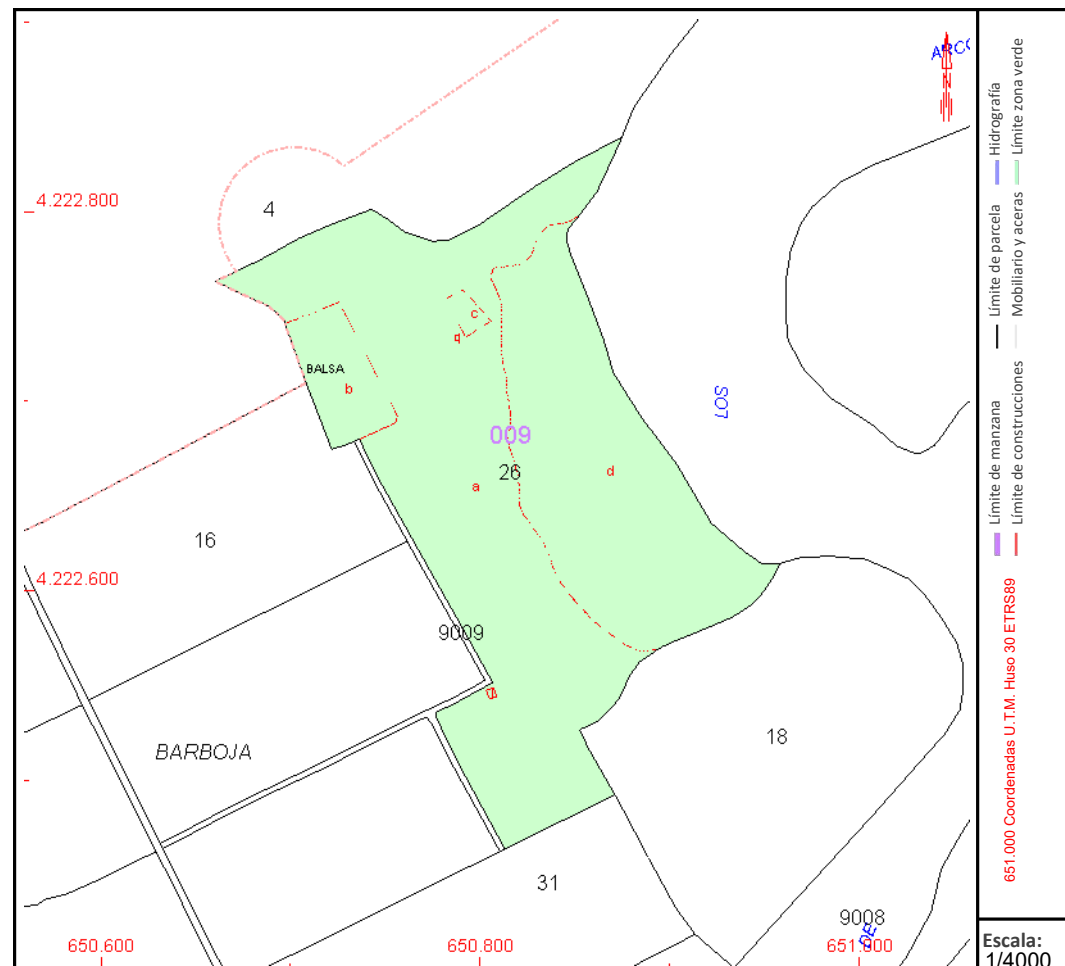 ARCO
N
4.222.800
4
c
q
BALSA
b
LOS
009
26
a
d
16
4.222.600
9009
BARBOJA
18
31
9008
DE
650.600
650.800
651.000
Hidrografía
Límite zona verde
Límite de parcela
Mobiliario y aceras
Límite de manzana
Límite de construcciones
651.000 Coordenadas U.T.M. Huso 30 ETRS89
Escala:
1/4000